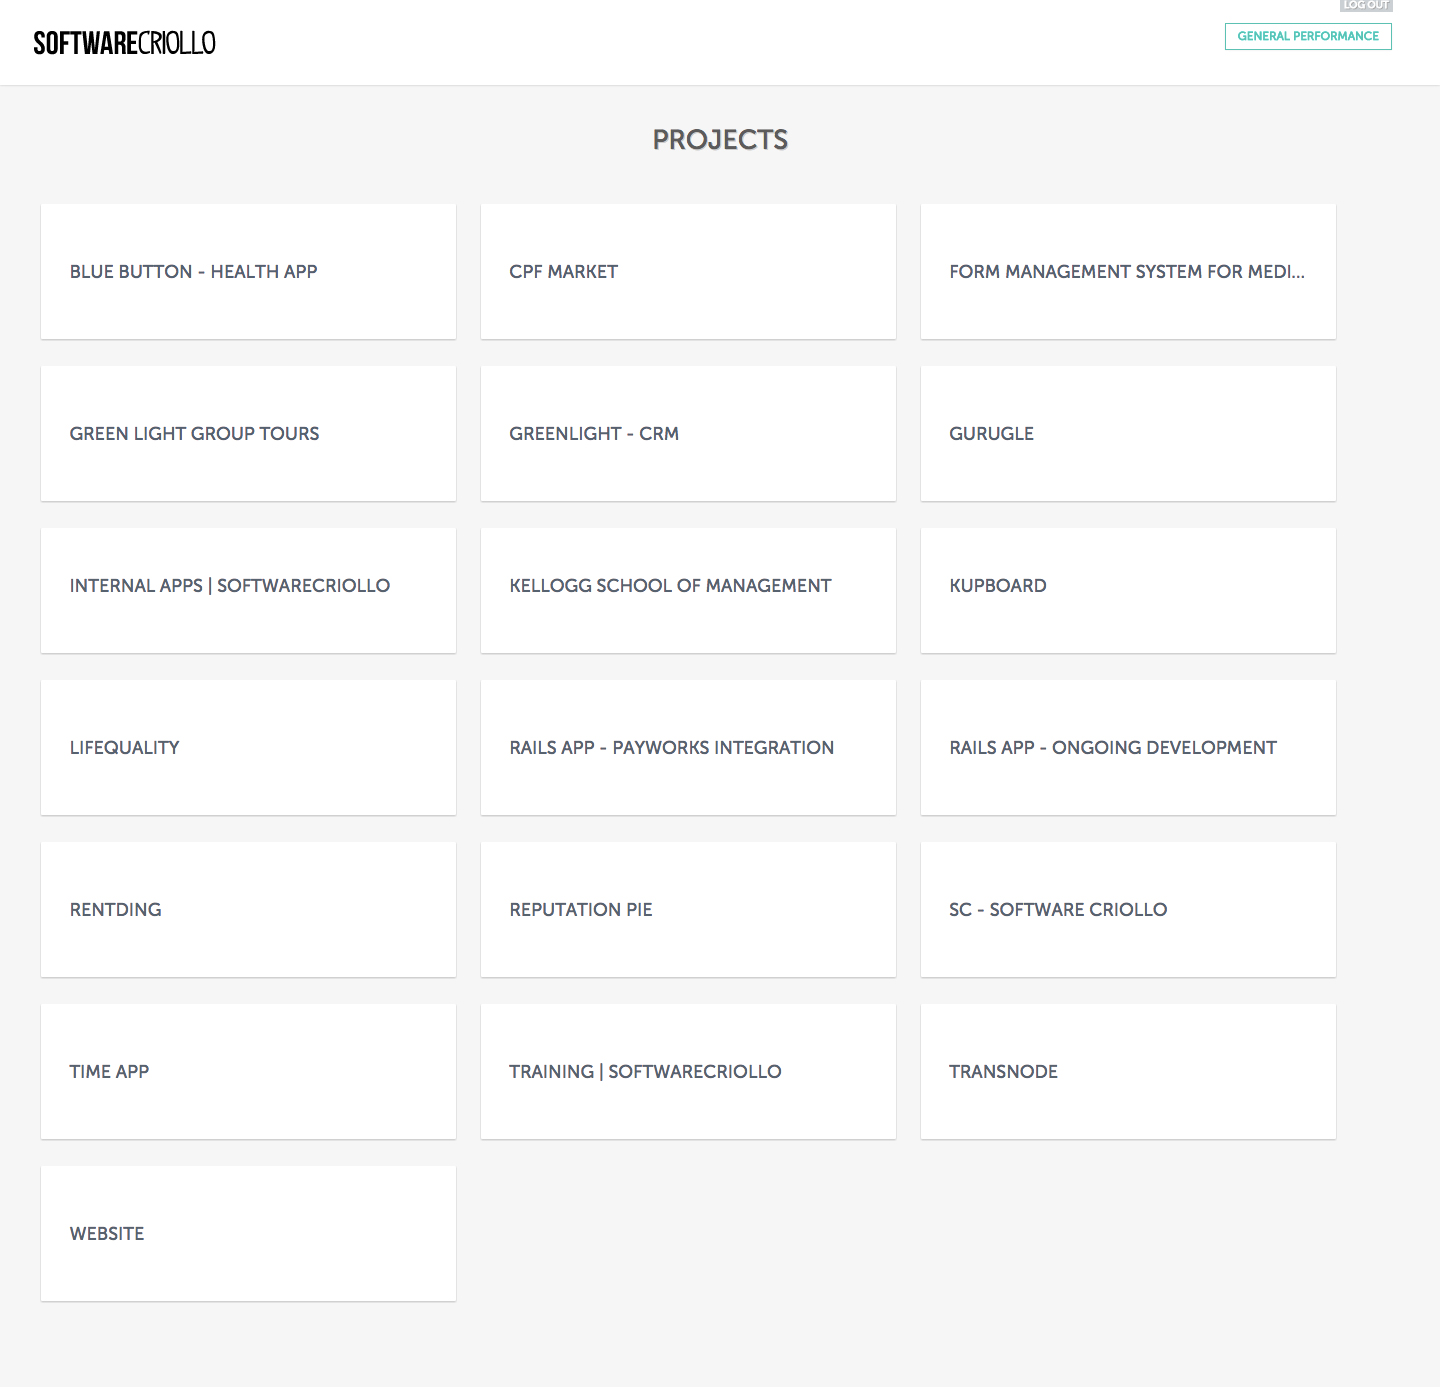 LOG OUT
SOFTWARECRIOLLO
GENERAL PERFORMANCE
PROJECTS
BLUE BUTTON - HEALTH APP
CPF MARKET
FORM MANAGEMENT SYSTEM FOR MEDI...
GREEN LIGHT GROUP TOURS
GREENLIGHT - CRM
GURUGLE
INTERNAL APPS | SOFTWARECRIOLLO
KELLOGG SCHOOL OF MANAGEMENT
KUPBOARD
LIFEQUALITY
RAILS APP - PAYWORKS INTEGRATION
RAILS APP - ONGOING DEVELOPMENT
RENTDING
REPUTATION PIE
SC - SOFTWARE CRIOLLO
TIME APP
TRAINING | SOFTWARECRIOLLO
TRANSNODE
WEBSITE